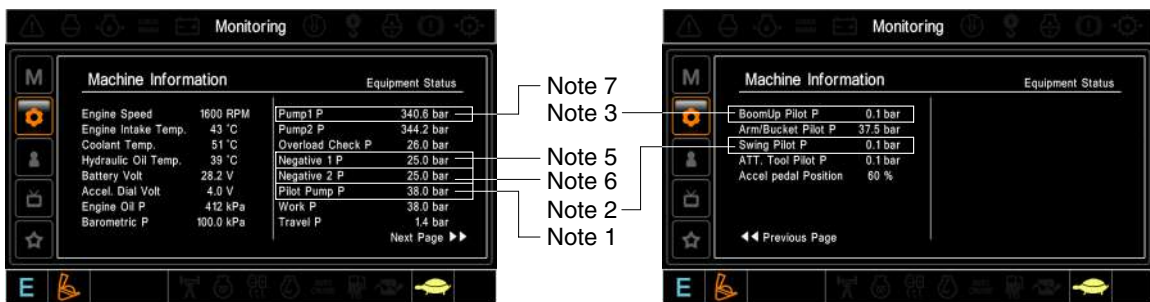 Monitoring
M
Machine Information
Equipment Status
Engine Speed 1600 RPM
Engine Intake Temp. 43 °C
Coolant Temp. 51 °C
Hydraulic Oil Temp. 39 °C
Battery Volt 28.2 V
Accel. Dial Volt 4.0 V
Engine Oil P 412 kPa
Barometric P 100.0 kPa
Pump1 P 340.6 bar
Pump2 P 344.2 bar
Overload Check P 26.0 bar
Negative 1 P 25.0 bar
Negative 2 P 25.0 bar
Pilot Pump P 38.0 bar
Work P 38.0 bar
Travel P 1.4 bar
Next Page
E
Note 7
Note 3
Note 5
Note 6
Note 2
Note 1
Monitoring
M
Machine Information
Equipment Status
BoomUp Pilot P 0.1 bar
Arm/Bucket Pilot P 37.5 bar
Swing Pilot P 0.1 bar
ATT. Tool Pilot P 0.1 bar
Accel pedal Position 60 %
Previous Page
E